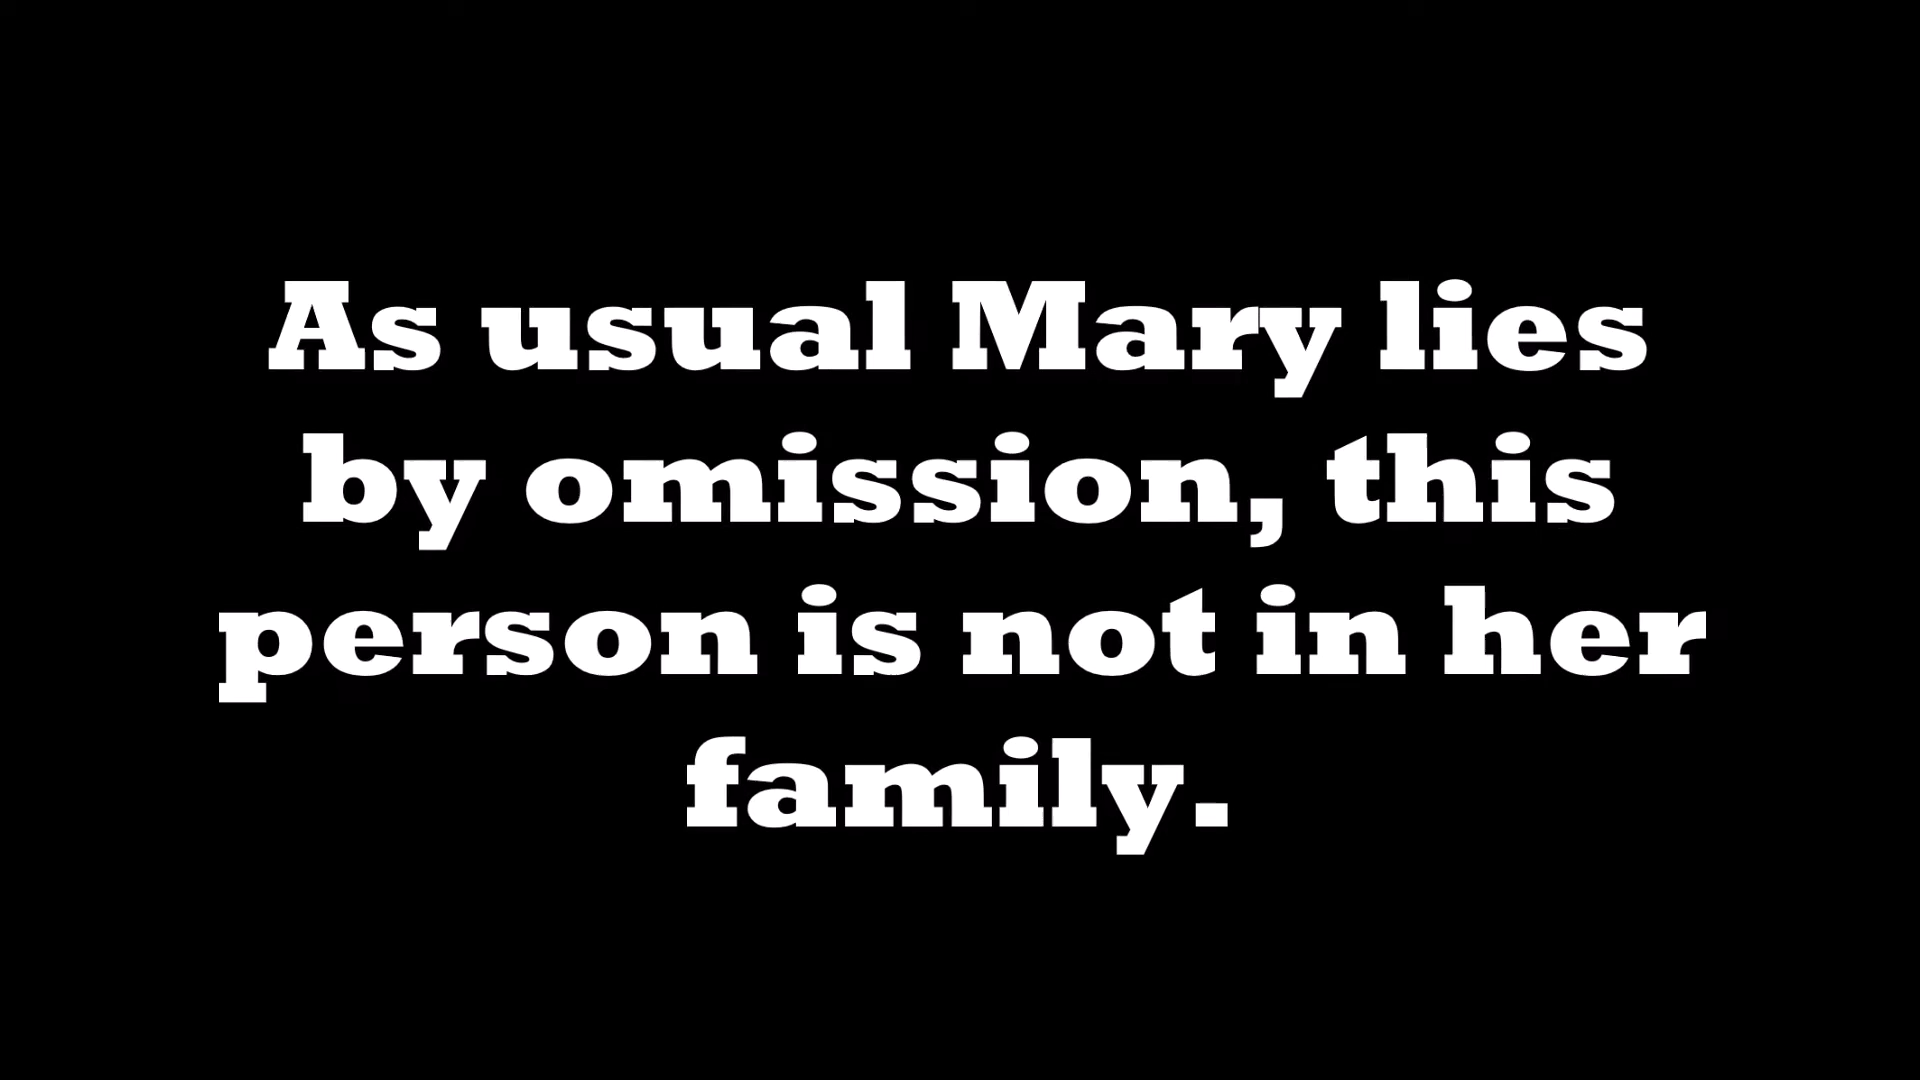 As usual Mary lies
by omission, this
person is not in her
family.